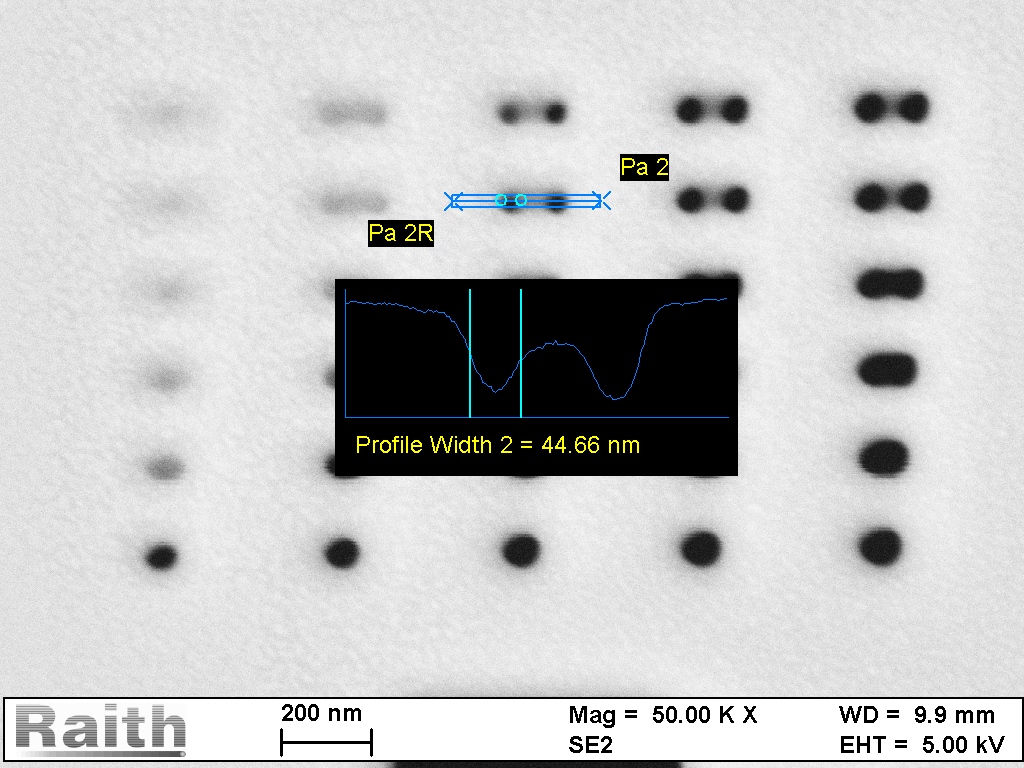 Pa 2
Pa 2R
Profile Width 2 = 44.66 nm
Raith
200 nm
Mag = 50.00 K X
WD = 9.9 mm
SE2
EHT = 5.00 kV